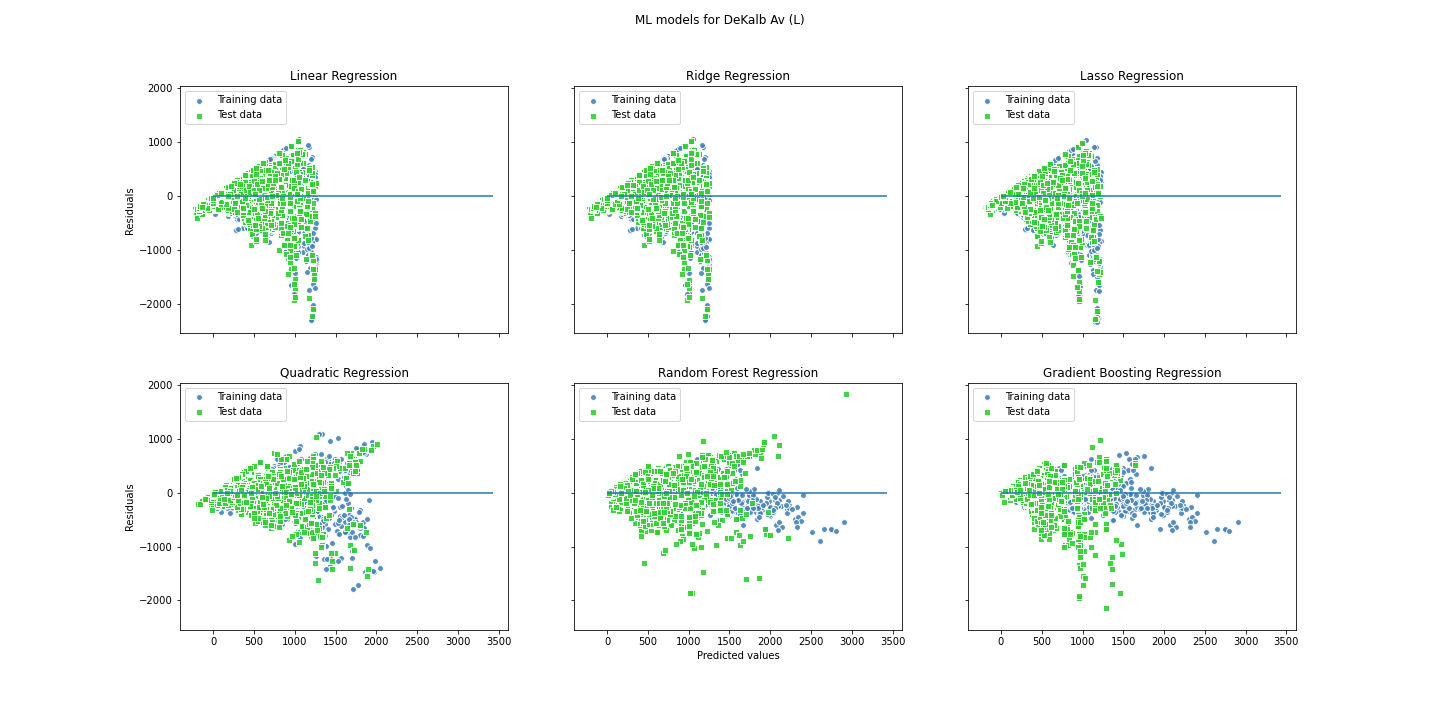 ML models for DeKalb Av (L)
Linear Regression
Ridge Regression
Lasso Regression
Training data
Test data
Training data
Test data
Training data
Test data
2000
1000
0
−1000
−2000
Residuals
Quadratic Regression
Random Forest Regression
Gradient Boosting Regression
Training data
Test data
Training data
Test data
Training data
Test data
2000
1000
0
−1000
−2000
Residuals
0 500 1000 1500 2000 2500 3000 3500
0 500 1000 1500 2000 2500 3000 3500
0 500 1000 1500 2000 2500 3000 3500
Predicted values